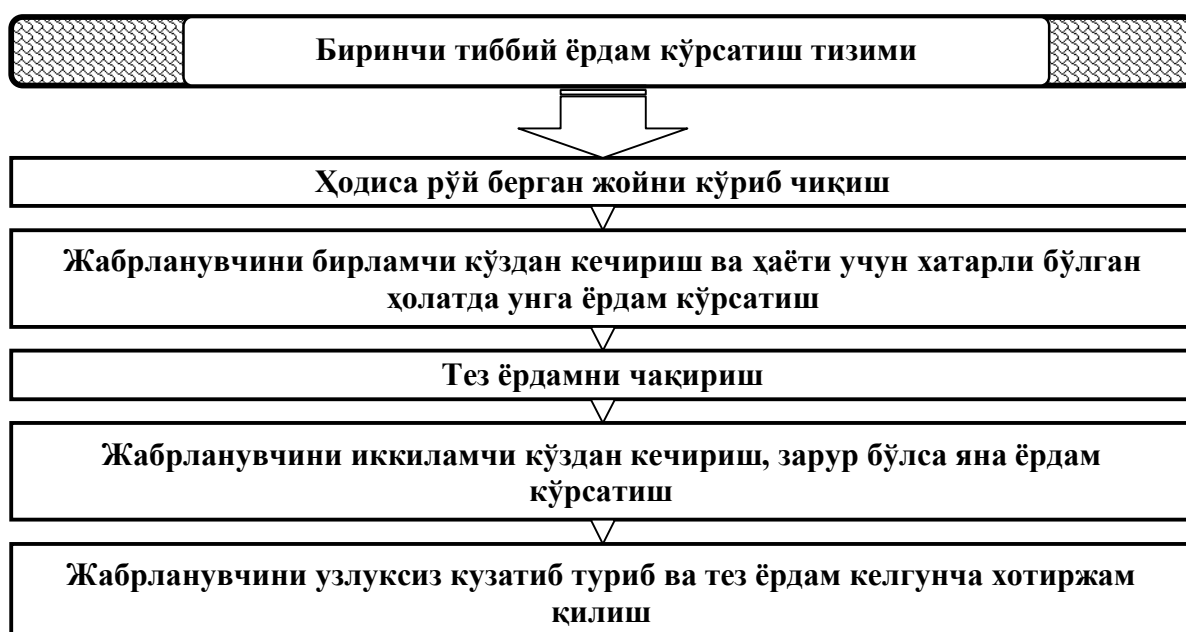 Биринчи тиббий ёрдам кўрсатиш тизими
Ҳодиса рўй берган жойни кўриб чиқиш
Жабрланувчини бирламчи кўздан кечириш ва ҳаёти учун хатарли бўлган
ҳолатда унга ёрдам кўрсатиш
Тез ёрдамни чақириш
Жабрланувчини иккиламчи кўздан кечириш, зарур бўлса яна ёрдам
кўрсатиш
Жабрланувчини узлуксиз кузатиб туриб ва тез ёрдам келгунча хотиржам
қилиш